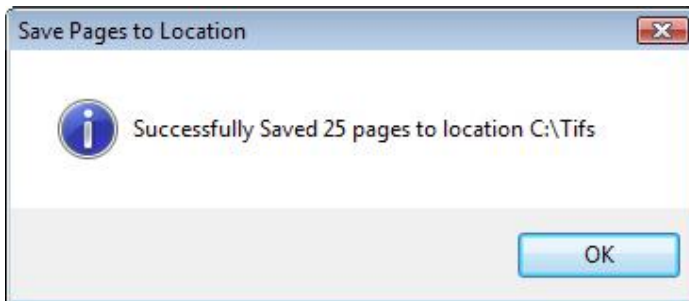 Save Pages to Location
Successfully Saved 25 pages to location C:\Tifs
OK